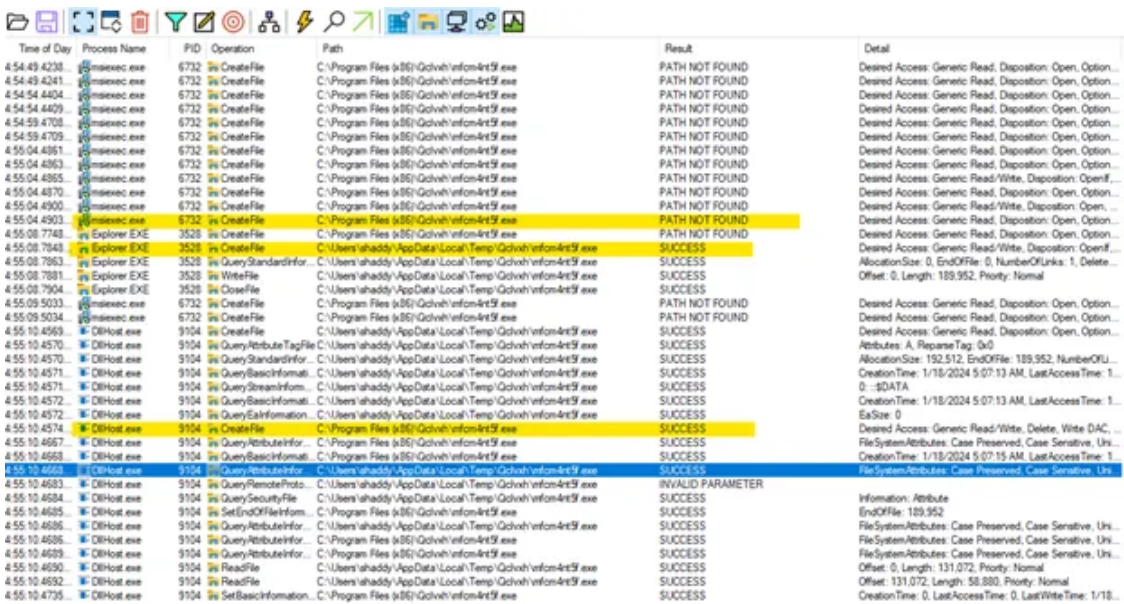 Time of Day Process Name PID Operation Path Result Detail
4:54:49.4238... msiexec.exe 6732 CreateFile C:\Program Files (x86)\Qclvxh\mfcm4nt5f.exe PATH NOT FOUND Desired Access: Generic Read, Disposition: Open, Option...
4:54:49.4241... msiexec.exe 6732 CreateFile C:\Program Files (x86)\Qclvxh\mfcm4nt5f.exe PATH NOT FOUND Desired Access: Generic Read, Disposition: Open, Option...
4:54:54.4404... msiexec.exe 6732 CreateFile C:\Program Files (x86)\Qclvxh\mfcm4nt5f.exe PATH NOT FOUND Desired Access: Generic Read, Disposition: Open, Option...
4:54:54.4409... msiexec.exe 6732 CreateFile C:\Program Files (x86)\Qclvxh\mfcm4nt5f.exe PATH NOT FOUND Desired Access: Generic Read, Disposition: Open, Option...
4:54:59.4708... msiexec.exe 6732 CreateFile C:\Program Files (x86)\Qclvxh\mfcm4nt5f.exe PATH NOT FOUND Desired Access: Generic Read, Disposition: Open, Option...
4:54:59.4709... msiexec.exe 6732 CreateFile C:\Program Files (x86)\Qclvxh\mfcm4nt5f.exe PATH NOT FOUND Desired Access: Generic Read, Disposition: Open, Option...
4:55:04.4861... msiexec.exe 6732 CreateFile C:\Program Files (x86)\Qclvxh\mfcm4nt5f.exe PATH NOT FOUND Desired Access: Generic Read, Disposition: Open, Option...
4:55:04.4863... msiexec.exe 6732 CreateFile C:\Program Files (x86)\Qclvxh\mfcm4nt5f.exe PATH NOT FOUND Desired Access: Generic Read, Disposition: Open, Option...
4:55:04.4865... msiexec.exe 6732 CreateFile C:\Program Files (x86)\Qclvxh\mfcm4nt5f.exe PATH NOT FOUND Desired Access: Generic Read/Write, Disposition: OpenIf,...
4:55:04.4870... msiexec.exe 6732 CreateFile C:\Program Files (x86)\Qclvxh\mfcm4nt5f.exe PATH NOT FOUND Desired Access: Generic Read, Disposition: Open, Option...
4:55:04.4900... msiexec.exe 6732 CreateFile C:\Program Files (x86)\Qclvxh\mfcm4nt5f.exe PATH NOT FOUND Desired Access: Generic Read/Write, Disposition: Open, ...
4:55:04.4903... msiexec.exe 6732 CreateFile C:\Program Files (x86)\Qclvxh\mfcm4nt5f.exe PATH NOT FOUND Desired Access: Generic Read, Disposition: Open, Option...
4:55:08.7748... Explorer.EXE 3528 CreateFile C:\Program Files (x86)\Qclvxh\mfcm4nt5f.exe PATH NOT FOUND Desired Access: Generic Read, Disposition: Open, Option...
4:55:08.7848... Explorer.EXE 3528 CreateFile C:\Users\shaddy\AppData\Local\Temp\Qclvxh\mfcm4nt5f.exe SUCCESS Desired Access: Generic Read/Write, Disposition: OpenIf,...
4:55:08.7863... Explorer.EXE 3528 QueryStandardInfor... C:\Users\shaddy\AppData\Local\Temp\Qclvxh\mfcm4nt5f.exe SUCCESS AllocationSize: 0, EndOfFile: 0, NumberOfLinks: 1, Delete...
4:55:08.7881... Explorer.EXE 3528 WriteFile C:\Users\shaddy\AppData\Local\Temp\Qclvxh\mfcm4nt5f.exe SUCCESS Offset: 0, Length: 189,952, Priority: Normal
4:55:08.7904... Explorer.EXE 3528 CloseFile C:\Users\shaddy\AppData\Local\Temp\Qclvxh\mfcm4nt5f.exe SUCCESS
4:55:09.5033... msiexec.exe 6732 CreateFile C:\Program Files (x86)\Qclvxh\mfcm4nt5f.exe PATH NOT FOUND Desired Access: Generic Read, Disposition: Open, Option...
4:55:09.5034... msiexec.exe 6732 CreateFile C:\Program Files (x86)\Qclvxh\mfcm4nt5f.exe PATH NOT FOUND Desired Access: Generic Read, Disposition: Open, Option...
4:55:10.4569... DllHost.exe 9104 CreateFile C:\Users\shaddy\AppData\Local\Temp\Qclvxh\mfcm4nt5f.exe SUCCESS Desired Access: Generic Read, Disposition: Open, Option...
4:55:10.4570... DllHost.exe 9104 QueryAttributeTagFile C:\Users\shaddy\AppData\Local\Temp\Qclvxh\mfcm4nt5f.exe SUCCESS Attributes: A, ReparseTag: 0x0
4:55:10.4570... DllHost.exe 9104 QueryStandardInfor... C:\Users\shaddy\AppData\Local\Temp\Qclvxh\mfcm4nt5f.exe SUCCESS AllocationSize: 192,512, EndOfFile: 189,952, NumberOfLi...
4:55:10.4571... DllHost.exe 9104 QueryBasicInformati... C:\Users\shaddy\AppData\Local\Temp\Qclvxh\mfcm4nt5f.exe SUCCESS CreationTime: 1/18/2024 5:07:13 AM, LastAccessTime: 1...
4:55:10.4571... DllHost.exe 9104 QueryStreamInform... C:\Users\shaddy\AppData\Local\Temp\Qclvxh\mfcm4nt5f.exe SUCCESS 0: ::$DATA
4:55:10.4572... DllHost.exe 9104 QueryBasicInformati... C:\Users\shaddy\AppData\Local\Temp\Qclvxh\mfcm4nt5f.exe SUCCESS CreationTime: 1/18/2024 5:07:13 AM, LastAccessTime: 1...
4:55:10.4572... DllHost.exe 9104 QueryEaInformation... C:\Users\shaddy\AppData\Local\Temp\Qclvxh\mfcm4nt5f.exe SUCCESS EaSize: 0
4:55:10.4574... DllHost.exe 9104 CreateFile C:\Program Files (x86)\Qclvxh\mfcm4nt5f.exe SUCCESS Desired Access: Generic Read/Write, Delete, Write DAC, ...
4:55:10.4667... DllHost.exe 9104 QueryAttributeInfor... C:\Program Files (x86)\Qclvxh\mfcm4nt5f.exe SUCCESS FileSystemAttributes: Case Preserved, Case Sensitive, Uni...
4:55:10.4668... DllHost.exe 9104 QueryBasicInformati... C:\Program Files (x86)\Qclvxh\mfcm4nt5f.exe SUCCESS CreationTime: 1/18/2024 5:07:15 AM, LastAccessTime: 1...
4:55:10.4668... DllHost.exe 9104 QueryAttributeInfor... C:\Users\shaddy\AppData\Local\Temp\Qclvxh\mfcm4nt5f.exe SUCCESS FileSystemAttributes: Case Preserved, Case Sensitive, Uni...
4:55:10.4683... DllHost.exe 9104 QueryRemoteProto... C:\Users\shaddy\AppData\Local\Temp\Qclvxh\mfcm4nt5f.exe INVALID PARAMETER
4:55:10.4684... DllHost.exe 9104 QuerySecurityFile C:\Users\shaddy\AppData\Local\Temp\Qclvxh\mfcm4nt5f.exe SUCCESS Information: Attribute
4:55:10.4685... DllHost.exe 9104 SetEndOfFileInform... C:\Program Files (x86)\Qclvxh\mfcm4nt5f.exe SUCCESS EndOfFile: 189,952
4:55:10.4686... DllHost.exe 9104 QueryAttributeInfor... C:\Users\shaddy\AppData\Local\Temp\Qclvxh\mfcm4nt5f.exe SUCCESS FileSystemAttributes: Case Preserved, Case Sensitive, Uni...
4:55:10.4686... DllHost.exe 9104 QueryAttributeInfor... C:\Program Files (x86)\Qclvxh\mfcm4nt5f.exe SUCCESS FileSystemAttributes: Case Preserved, Case Sensitive, Uni...
4:55:10.4689... DllHost.exe 9104 QueryAttributeInfor... C:\Program Files (x86)\Qclvxh\mfcm4nt5f.exe SUCCESS FileSystemAttributes: Case Preserved, Case Sensitive, Uni...
4:55:10.4690... DllHost.exe 9104 ReadFile C:\Users\shaddy\AppData\Local\Temp\Qclvxh\mfcm4nt5f.exe SUCCESS Offset: 0, Length: 131,072, Priority: Normal
4:55:10.4692... DllHost.exe 9104 ReadFile C:\Users\shaddy\AppData\Local\Temp\Qclvxh\mfcm4nt5f.exe SUCCESS Offset: 131,072, Length: 58,880, Priority: Normal
4:55:10.4735... DllHost.exe 9104 SetBasicInformation... C:\Program Files (x86)\Qclvxh\mfcm4nt5f.exe SUCCESS CreationTime: 0, LastAccessTime: 0, LastWriteTime: 1/18...